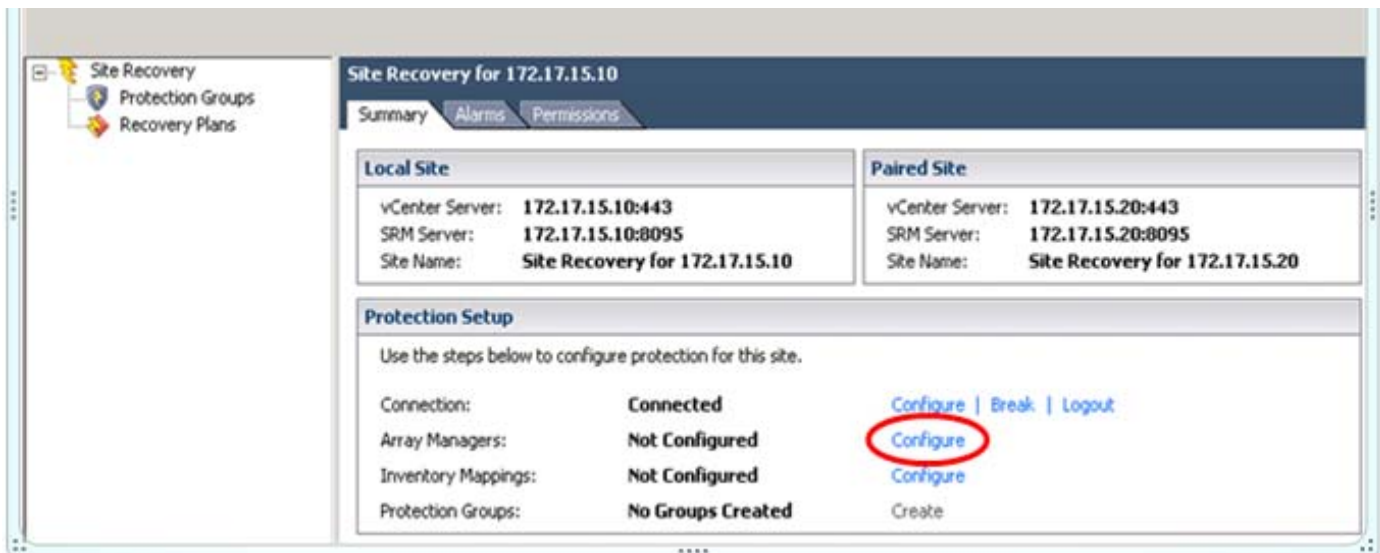 Site Recovery
Protection Groups
Recovery Plans
Site Recovery for 172.17.15.10
Summary Alarms Permissions
Local Site
vCenter Server: 172.17.15.10:443
SRM Server: 172.17.15.10:8095
Site Name: Site Recovery for 172.17.15.10
Paired Site
vCenter Server: 172.17.15.20:443
SRM Server: 172.17.15.20:8095
Site Name: Site Recovery for 172.17.15.20
Protection Setup
Use the steps below to configure protection for this site.
Connection: Connected Configure | Break | Logout
Array Managers: Not Configured Configure
Inventory Mappings: Not Configured Configure
Protection Groups: No Groups Created Create